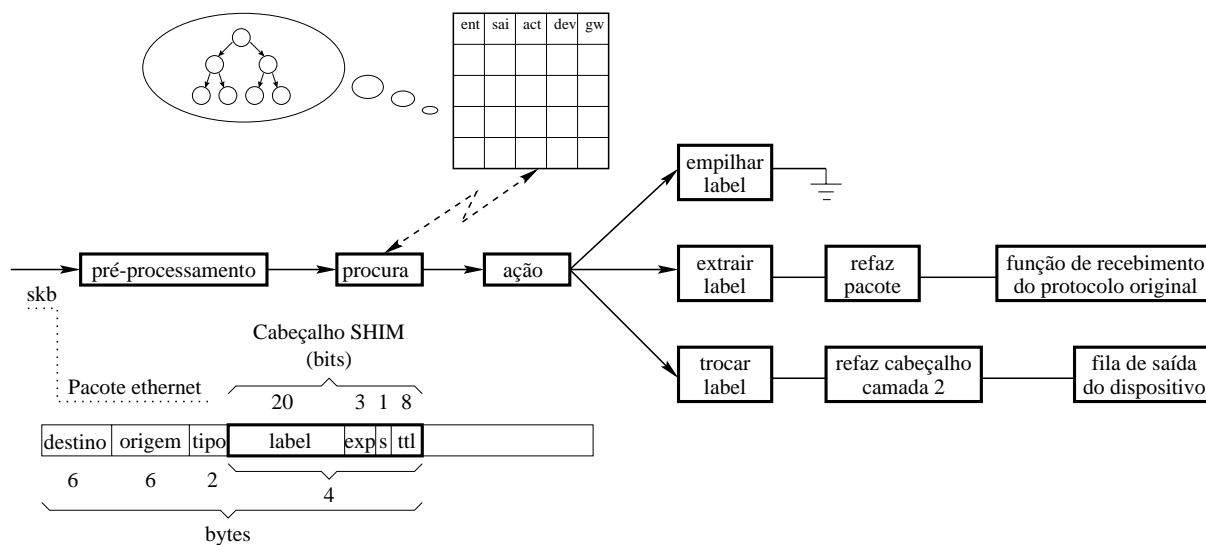 ent sai act dev gw
empilhar
label
pré-processamento
procura
ação
extrair
label
refaz
pacote
função de recebimento
do protocolo original
skb
Cabeçalho SHIM
(bits)
trocar
label
refaz cabeçalho
camada 2
fila de saída
do dispositivo
Pacote ethernet
20 3 1 8
destino origem tipo label exp s ttl
6 6 2 4
bytes